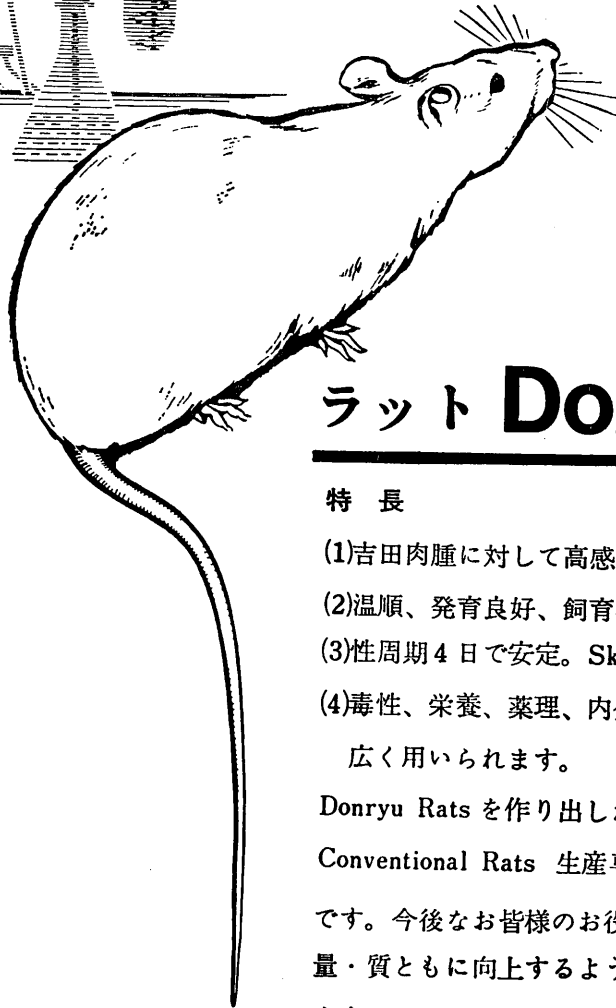 ラット Do
特 長
(1)吉田肉腫に対して高感
(2)温順、発育良好、飼育
(3)性周期4日で安定。Sk
(4)毒性、栄養、薬理、内
広く用いられます。
Donryu Rats を作り出し
Conventional Rats 生産
です。今後なお皆様のお役
量・質ともに向上するよう